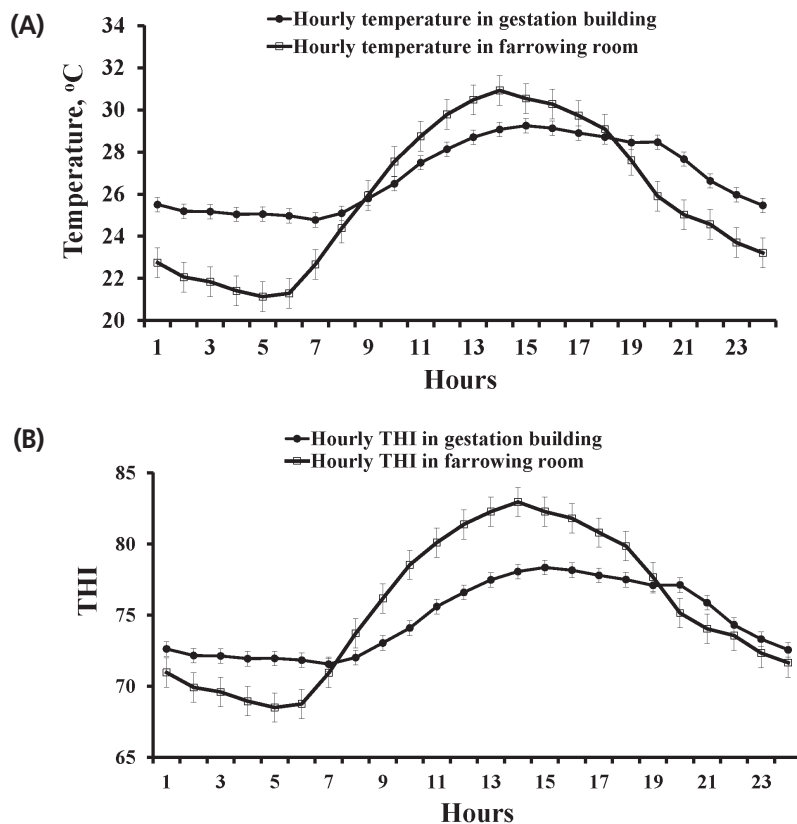 (A)
Hourly temperature in gestation building
Hourly temperature in farrowing room
Temperature, ºC
34
32
30
28
26
24
22
20
1 3 5 7 9 11 13 15 17 19 21 23
Hours
(B)
Hourly THI in gestation building
Hourly THI in farrowing room
THI
85
80
75
70
65
1 3 5 7 9 11 13 15 17 19 21 23
Hours